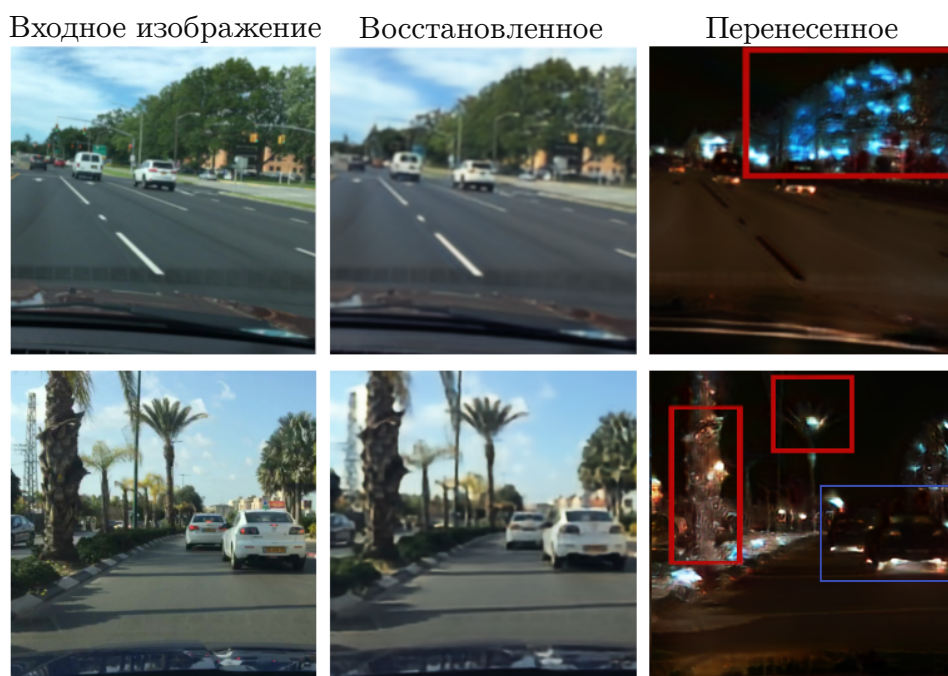 Входное изображение
Восстановленное
Перенесенное